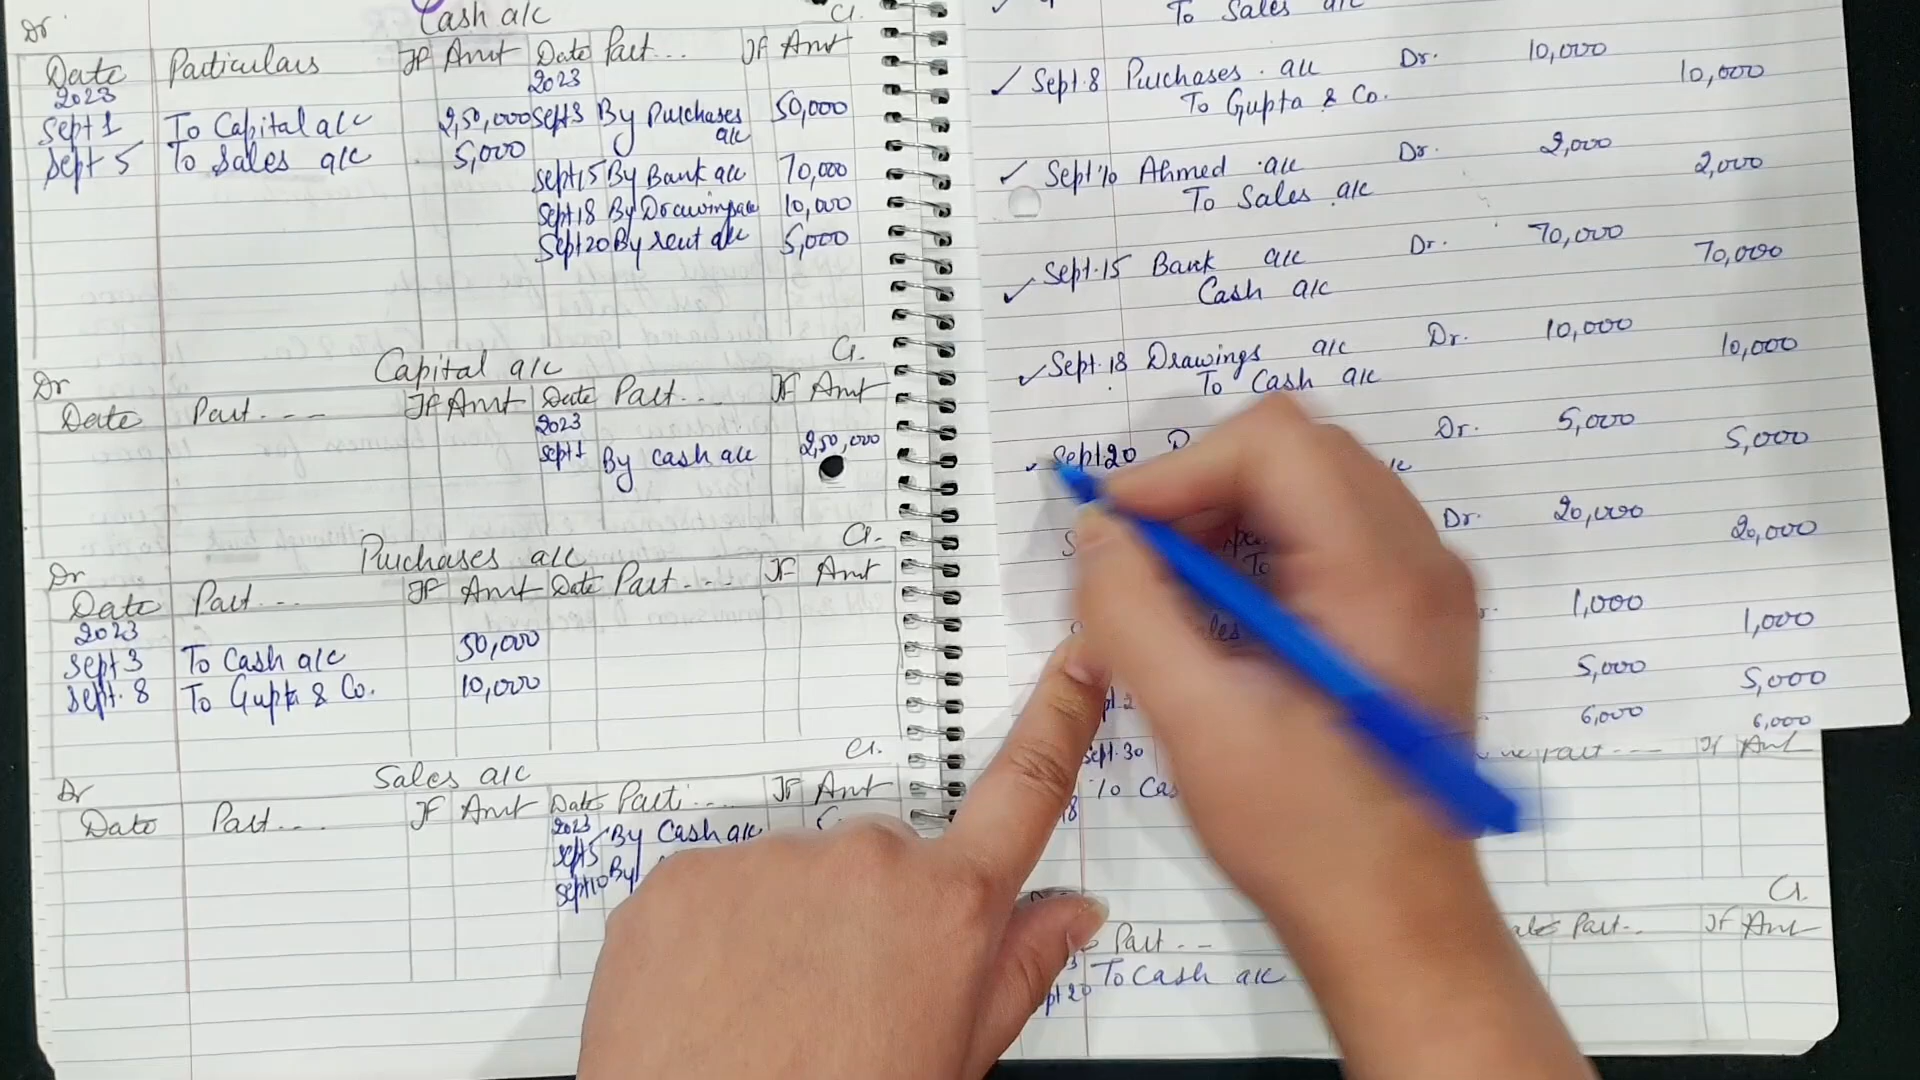 Cash a/c
Dr Cr.
Date Particulars JF Amt Date Part... JF Amt
2023 2023
Sept 1 To Capital a/c 2,50,000 Sept 3 By Purchases a/c 50,000
Sept 5 To Sales a/c 5,000
Sept 15 By Bank a/c 70,000
Sept 18 By Drawings a/c 10,000
Sept 20 By rent a/c 5,000
Capital a/c
Dr Cr.
Date Part.... JF Amt Date Part... JF Amt
2023
Sept 1 By cash a/c 2,50,000
Purchases a/c
Dr Cr.
Date Part.... JF Amt Date Part.... JF Amt
2023
Sept 3 To Cash a/c 50,000
Sept. 8 To Gupta & Co. 10,000
Sales a/c
Dr Cr.
Date Part..... JF Amt Date Parti.... JF Amt
2023
Sept 5 By Cash a/c
Sept 10 By
To Sales a/c
Sept. 8 Purchases a/c Dr. 10,000
To Gupta & Co. 10,000
Sept 10 Ahmed a/c Dr. 2,000
To Sales a/c 2,000
Sept. 15 Bank a/c Dr. 70,000
Cash a/c 70,000
Sept. 18 Drawings a/c Dr. 10,000
To Cash a/c 10,000
Sept 20 Dr. 5,000
5,000
Dr. 20,000
To 20,000
1,000
1,000
5,000
5,000
6,000
Sept. 30 6,000
Part.... JF Amt
To Cas
Cr.
Part -- Part.. JF Amt
To Cash a/c
20